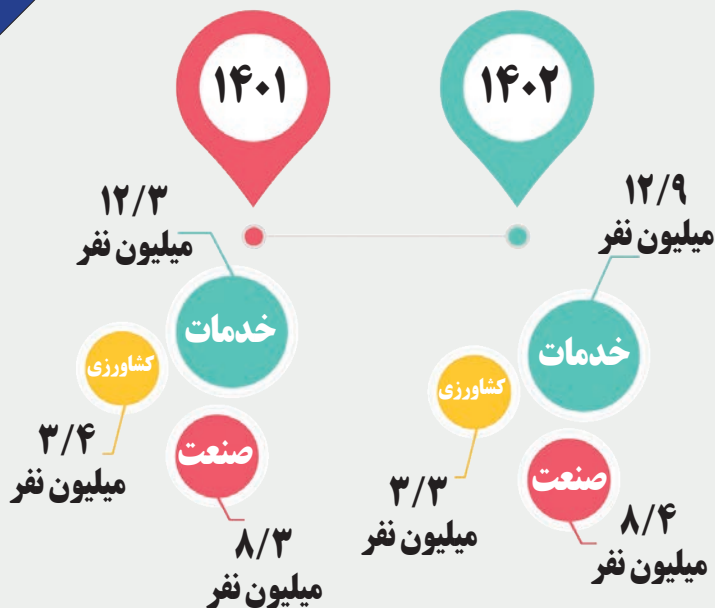 ۱۴۰۲
۱۲/۹
میلیون نفر
خدمات
کشاورزی
۳/۳
میلیون نفر
صنعت
۸/۴
میلیون نفر
۱۴۰۱
۱۲/۳
میلیون نفر
خدمات
کشاورزی
۳/۴
میلیون نفر
صنعت
۸/۳
میلیون نفر